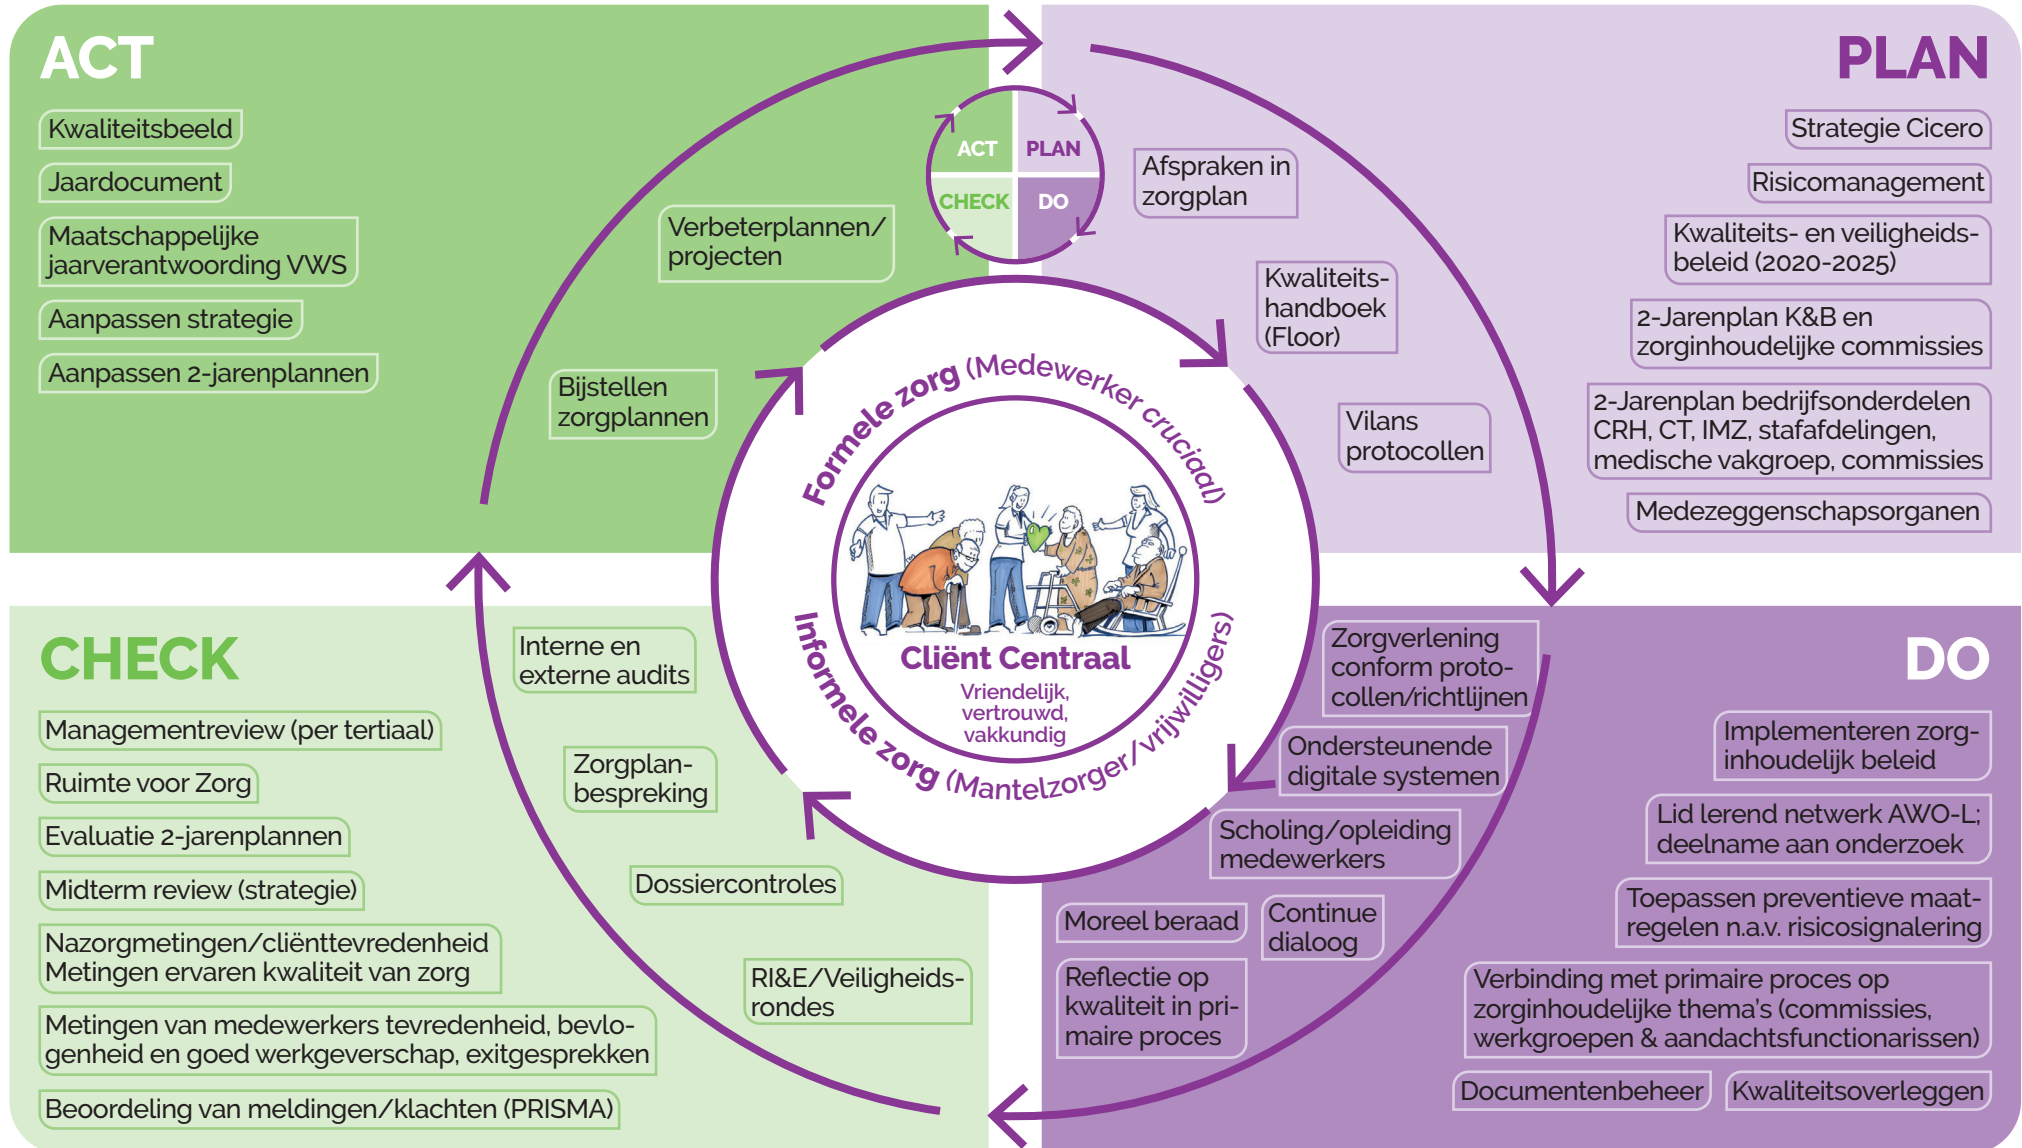 ACT
Kwaliteitsbeeld
Jaardocument
Maatschappelijke
jaarverantwoording VWS
Aanpassen strategie
Aanpassen 2-jarenplannen
Verbeterplannen/
projecten
Bijstellen
zorgplannen
ACT
PLAN
CHECK
DO
PLAN
Strategie Cicero
Risicomanagement
Kwaliteits- en veiligheids-
beleid (2020-2025)
2-Jarenplan K&B en
zorginhoudelijke commissies
2-Jarenplan bedrijfsonderdelen
CRH, CT, IMZ, stafafdelingen,
medische vakgroep, commissies
Medezeggenschapsorganen
Afspraken in
zorgplan
Kwaliteits-
handboek
(Floor)
Vilans
protocollen
Formele zorg (Medewerker cruciaal)
Cliënt Centraal
Vriendelijk,
vertrouwd,
vakkundig
Informele zorg (Mantelzorger/vrijwilligers)
CHECK
Managementreview (per tertiaal)
Ruimte voor Zorg
Evaluatie 2-jarenplannen
Midterm review (strategie)
Nazorgmetingen/cliënttevredenheid
Metingen ervaren kwaliteit van zorg
Metingen van medewerkers tevredenheid, bevlo-
genheid en goed werkgeverschap, exitgesprekken
Beoordeling van meldingen/klachten (PRISMA)
Interne en
externe audits
Zorgplan-
bespreking
Dossiercontroles
RI&E/Veiligheids-
rondes
DO
Zorgverlening
conform proto-
collen/richtlijnen
Ondersteunende
digitale systemen
Scholing/opleiding
medewerkers
Moreel beraad
Continue
dialoog
Reflectie op
kwaliteit in pri-
maire proces
Implementeren zorg-
inhoudelijk beleid
Lid lerend netwerk AWO-L;
deelname aan onderzoek
Toepassen preventieve maat-
regelen n.a.v. risicosignalering
Verbinding met primaire proces op
zorginhoudelijke thema's (commissies,
werkgroepen & aandachtsfunctionarissen)
Documentenbeheer
Kwaliteitsoverleggen